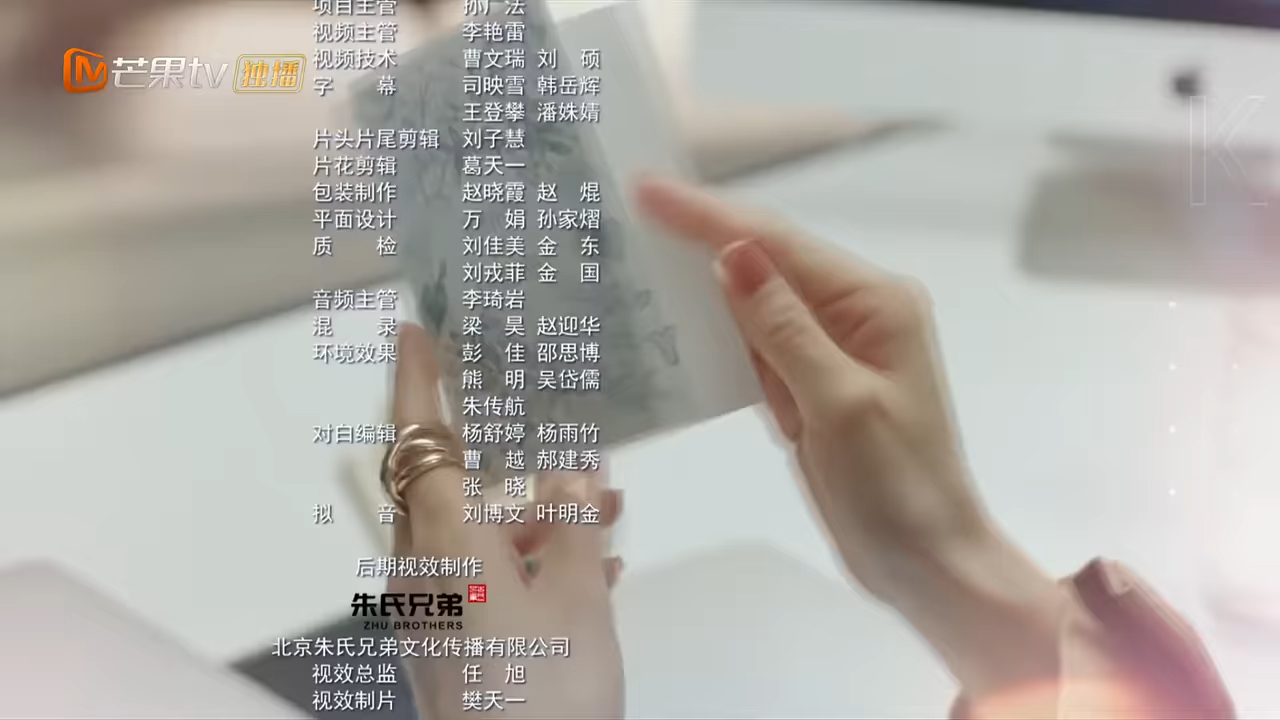 项目主管 孙广法
视频主管 李艳雷
芒果tv 独播
视频技术 曹文瑞 刘 硕
字 幕 司映雪 韩岳辉
王登攀 潘姝婧
K
片头片尾剪辑 刘子慧
片花剪辑 葛天一
包装制作 赵晓霞 赵 焜
平面设计 万 娟 孙家熠
质 检 刘佳美 金 东
刘戎菲 金 国
音频主管 李琦岩
混 录 梁 昊 赵迎华
环境效果 彭 佳 邵思博
熊 明 吴岱儒
朱传航
对白编辑 杨舒婷 杨雨竹
曹 越 郝建秀
张 晓
拟 音 刘博文 叶明金
后期视效制作
朱氏兄弟
ZHU BROTHERS
北京朱氏兄弟文化传播有限公司
视效总监 任 旭
视效制片 樊天一